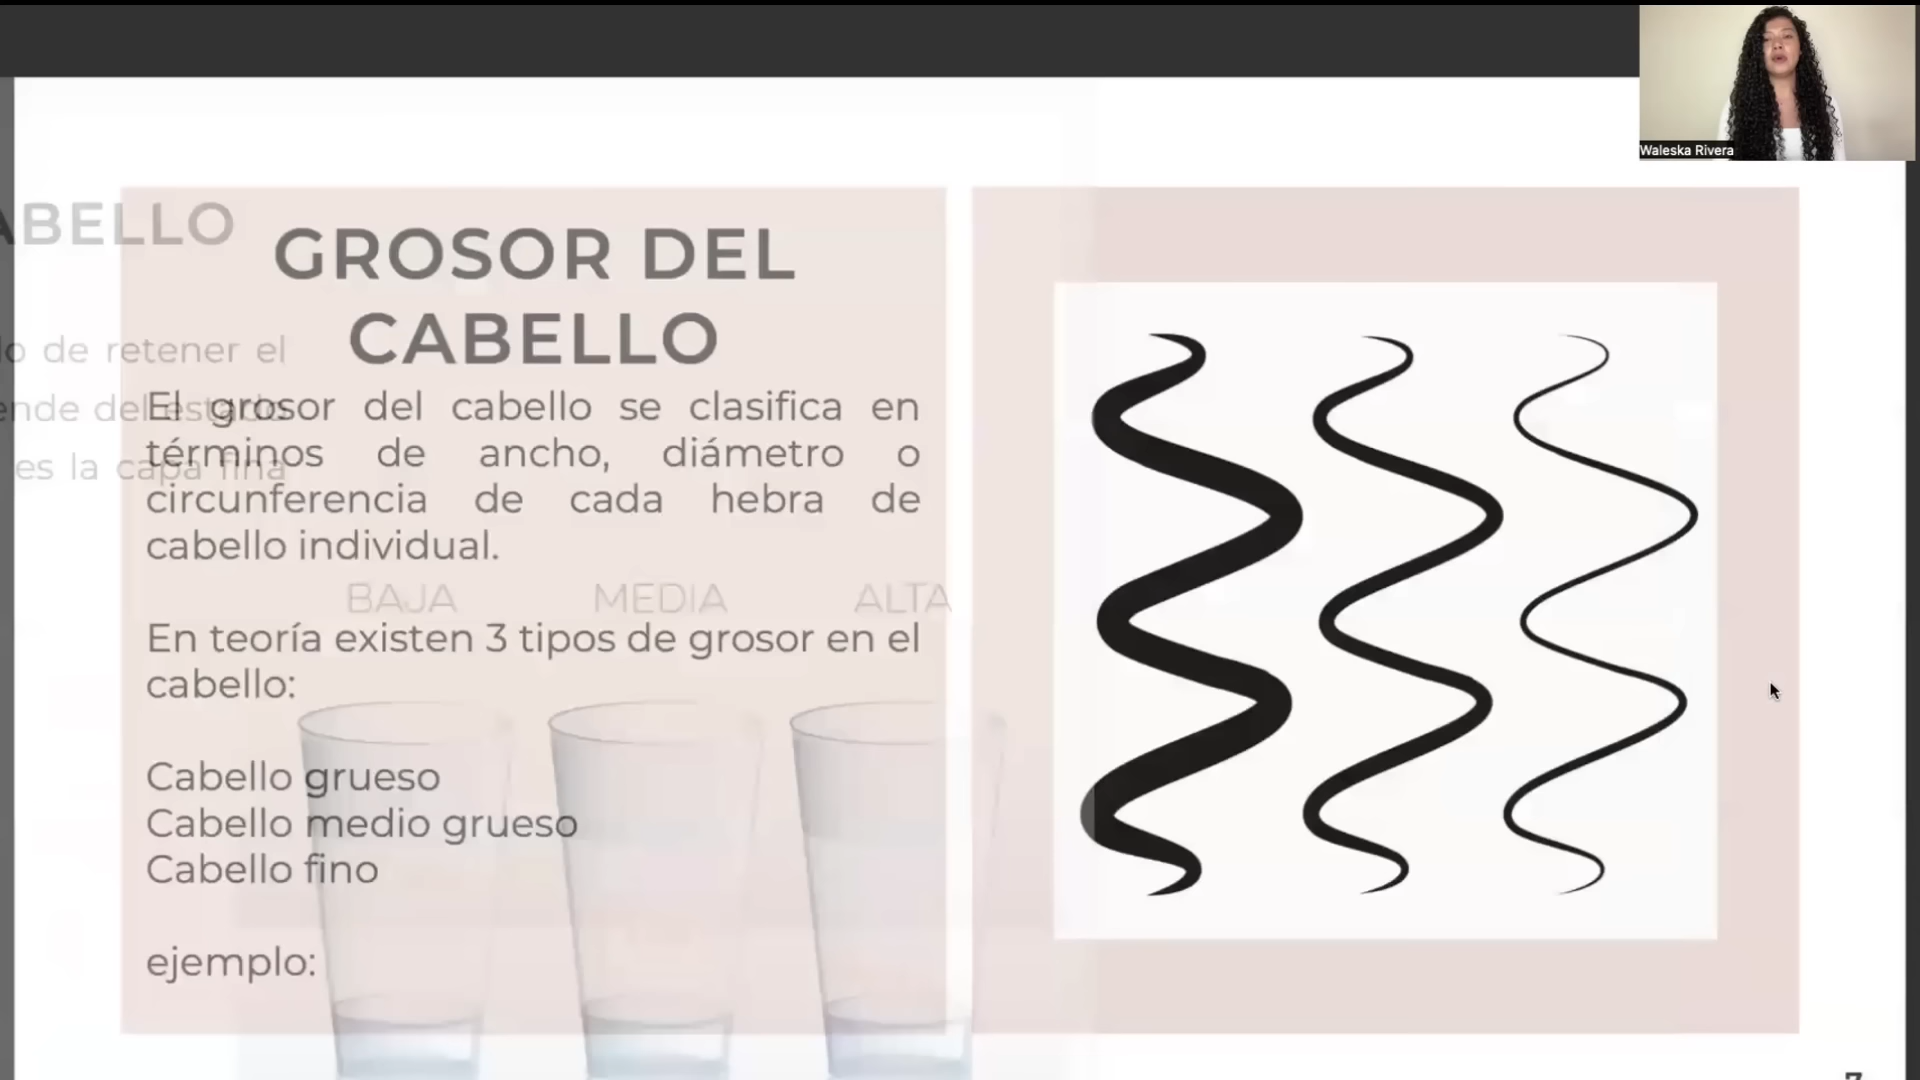 Waleska Rivera
ABELLO
GROSOR DEL
CABELLO
de retener el
del estado
es la capa fina
El grosor del cabello se clasifica en
términos de ancho, diámetro o
circunferencia de cada hebra de
cabello individual.
BAJA MEDIA ALTA
En teoría existen 3 tipos de grosor en el
cabello:
Cabello grueso
Cabello medio grueso
Cabello fino
ejemplo: